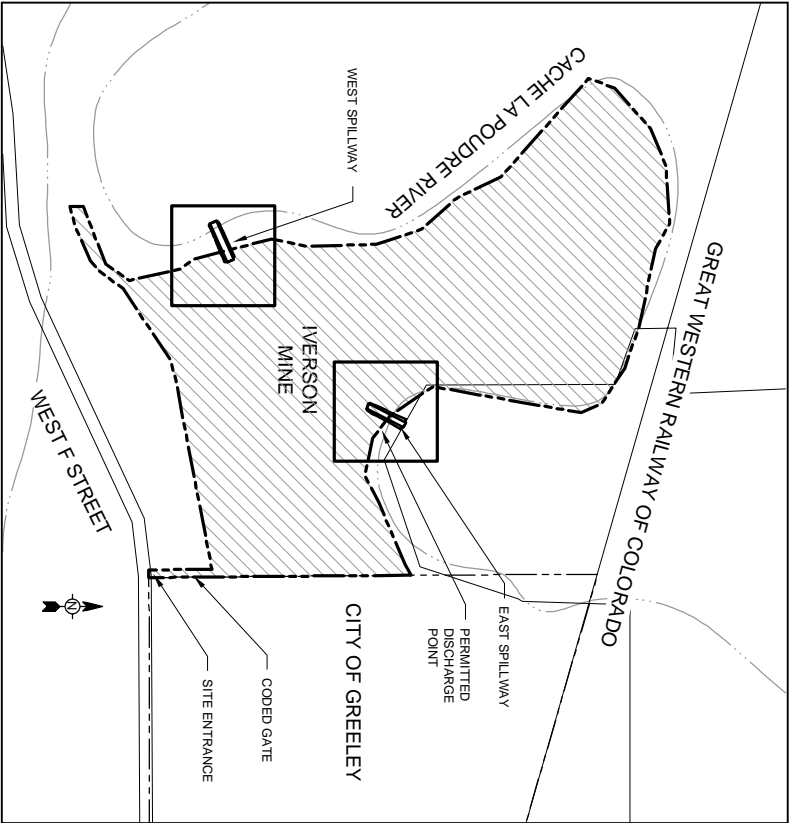 WEST SPILLWAY
CACHE LA POUDRE RIVER
GREAT WESTERN RAILWAY OF COLORADO
IVERSON
MINE
WEST F STREET
EAST SPILLWAY
PERMITTED
DISCHARGE
POINT
CITY OF GREELEY
CODED GATE
SITE ENTRANCE
N